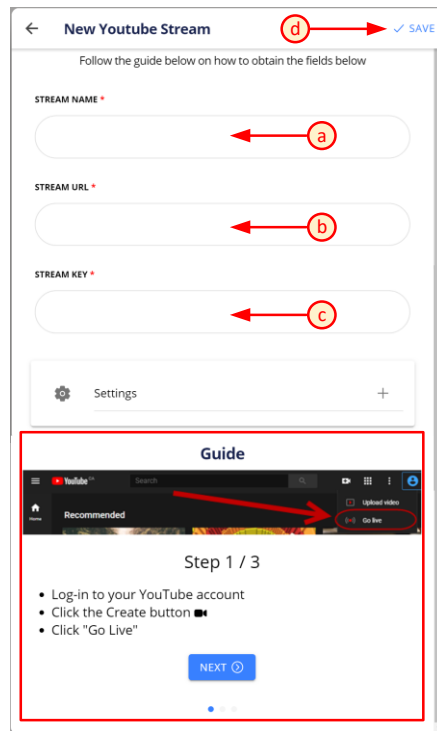 New Youtube Stream
d
SAVE
Follow the guide below on how to obtain the fields below
STREAM NAME *
a
STREAM URL *
b
STREAM KEY *
c
Settings
Guide
YouTube CA
Search
Upload video
Home
Recommended
Go live
Step 1 / 3
Log-in to your YouTube account
Click the Create button
Click "Go Live"
NEXT